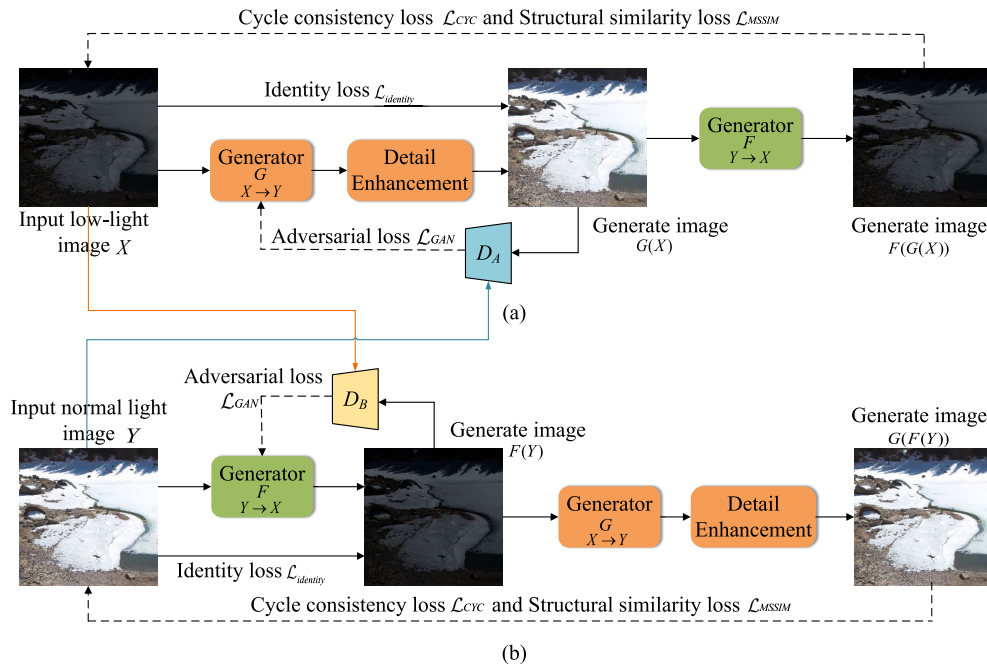 Cycle consistency loss ℒCYC and Structural similarity loss ℒMSSIM
Identity loss ℒidentity
Generator
G
X → Y
Detail
Enhancement
Generator
F
Y → X
Input low-light
image X
Adversarial loss ℒGAN
DA
Generate image
G(X)
Generate image
F(G(X))
(a)
Adversarial loss
ℒGAN
DB
Input normal light
image Y
Generate image
F(Y)
Generate image
G(F(Y))
Generator
F
Y → X
Generator
G
X → Y
Detail
Enhancement
Identity loss ℒidentity
Cycle consistency loss ℒCYC and Structural similarity loss ℒMSSIM
(b)